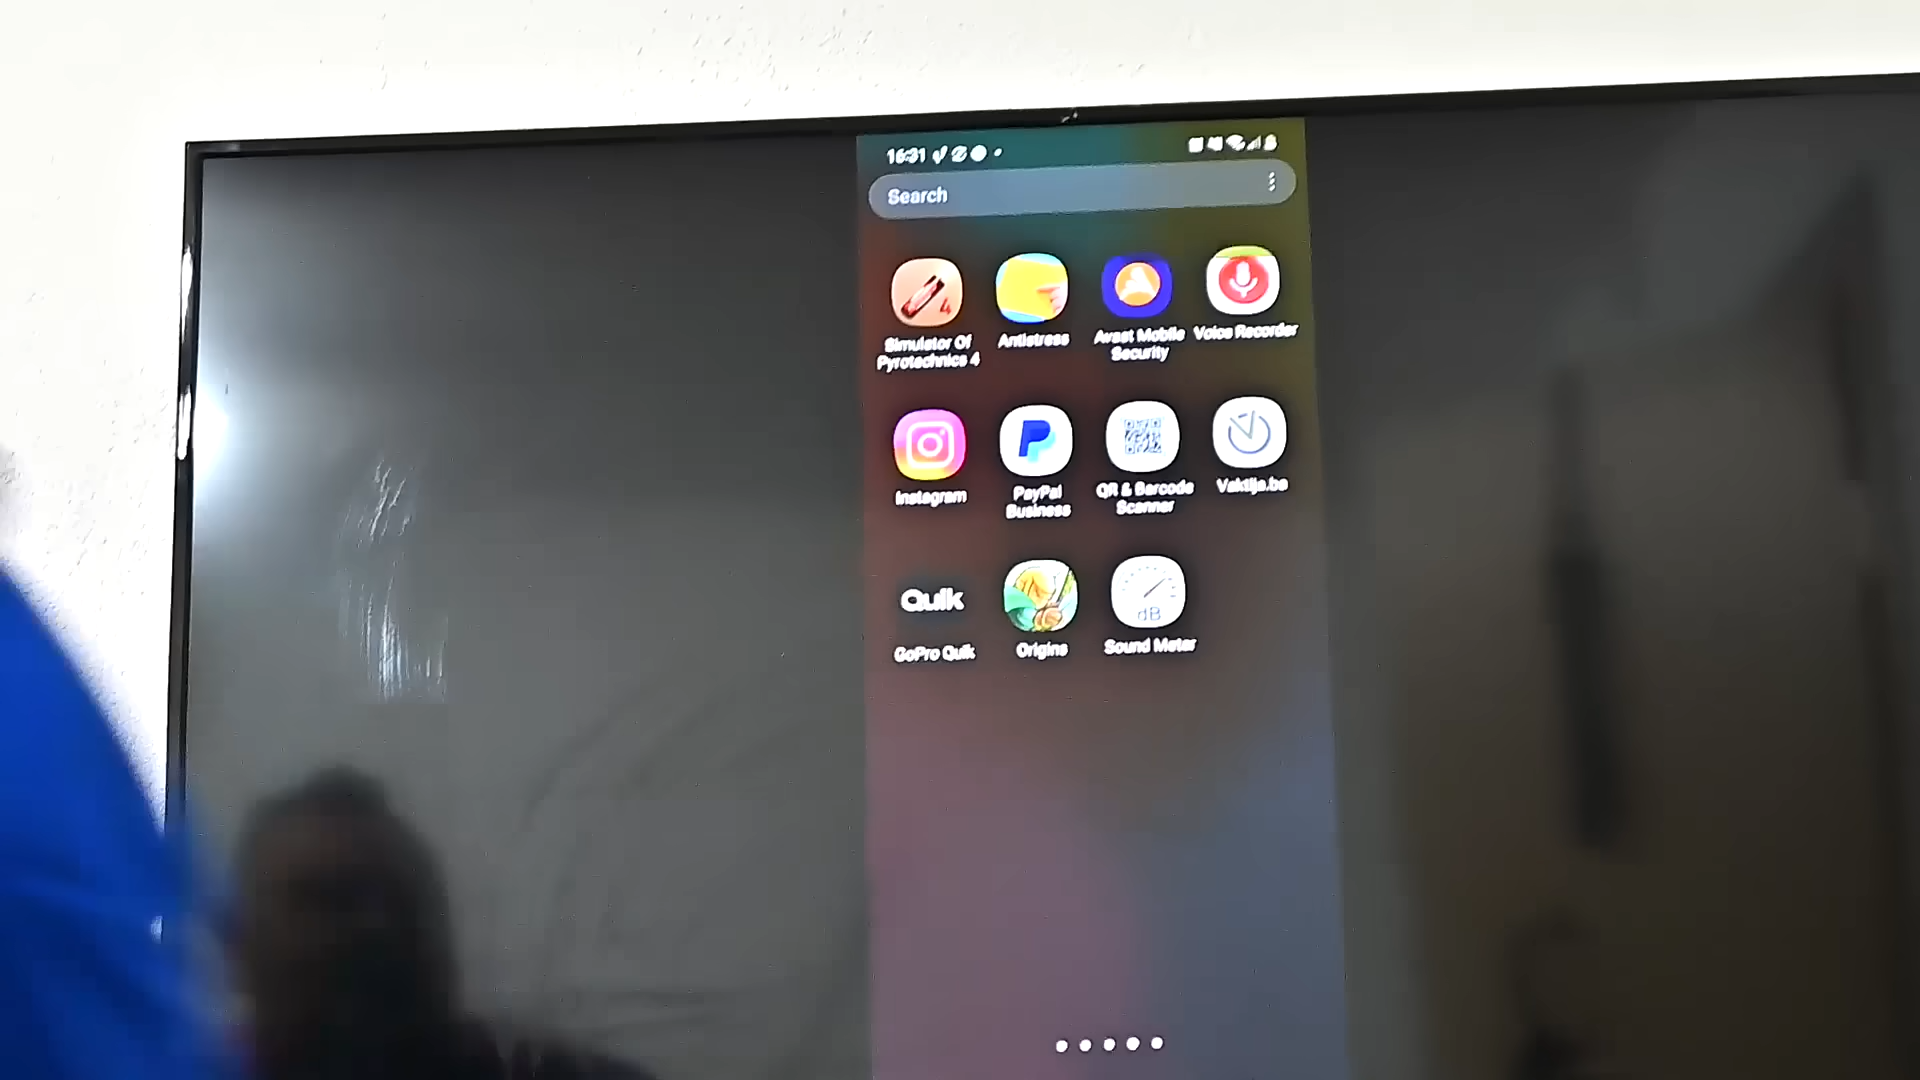 16:31
Search
Simulator Of
Pyrotechnics 4
Antistress
Avast Mobile
Security
Voice Recorder
Instagram
PayPal
Business
QR & Barcode
Scanner
Vaktija.ba
Quik
GoPro Quik
Origins
dB
Sound Meter